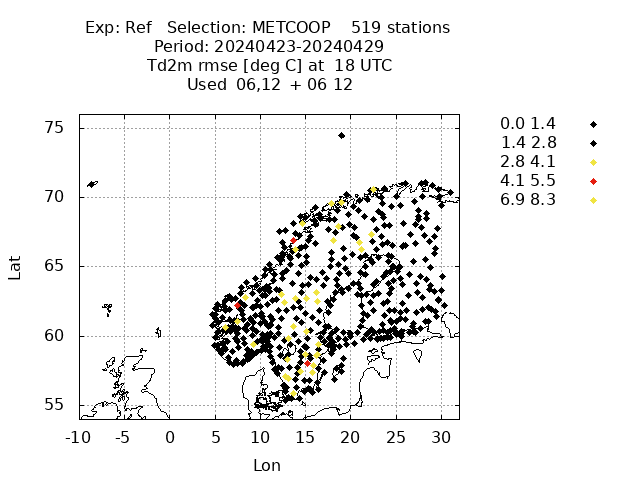 Exp: Ref   Selection: METCOOP    519 stations
Period: 20240423-20240429
Td2m rmse [deg C] at  18 UTC
Used  06,12  + 06 12
75
70
65
60
55
Lat
-10 -5 0 5 10 15 20 25 30
Lon
0.0 1.4
1.4 2.8
2.8 4.1
4.1 5.5
6.9 8.3